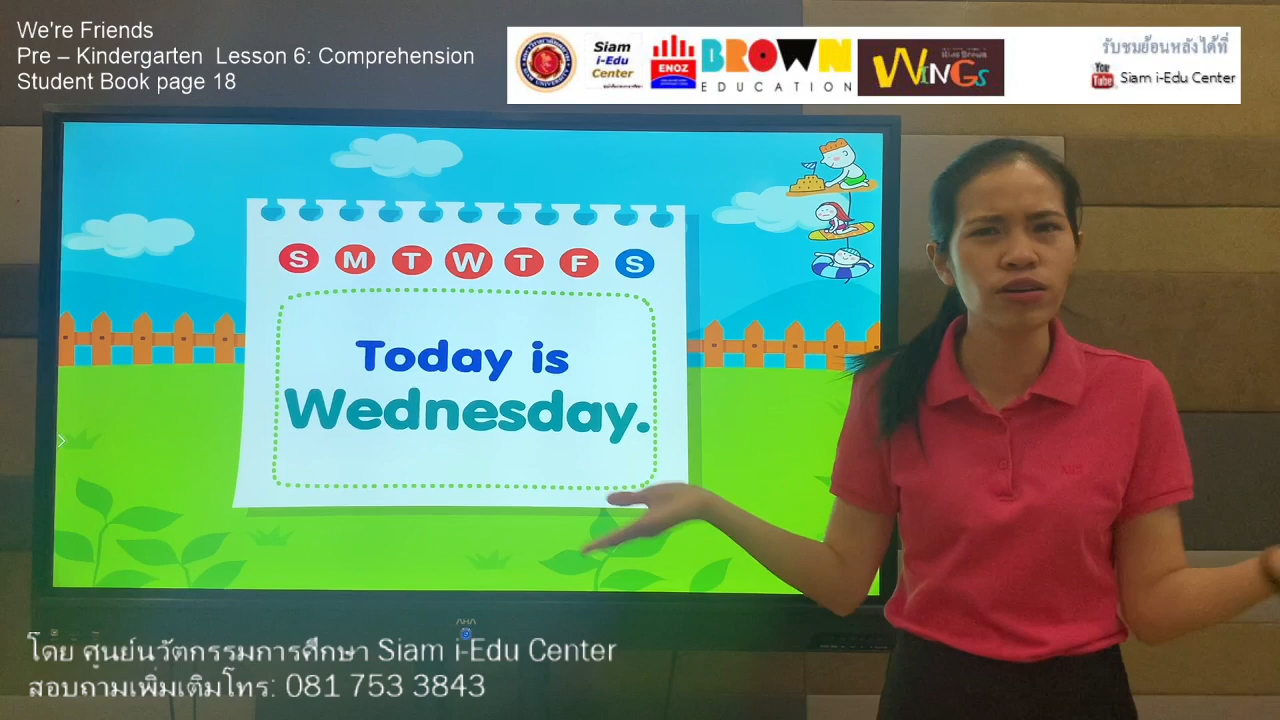 We're Friends
Pre – Kindergarten Lesson 6: Comprehension
Student Book page 18
Siam
i-Edu
Center
ENOZ
BROWN
EDUCATION
WINGS
รับชมย้อนหลังได้ที่
You
Tube
Siam i-Edu Center
S M T W T F S
Today is
Wednesday.
โดย ศูนย์นวัตกรรมการศึกษา Siam i-Edu Center
สอบถามเพิ่มเติมโทร: 081 753 3843